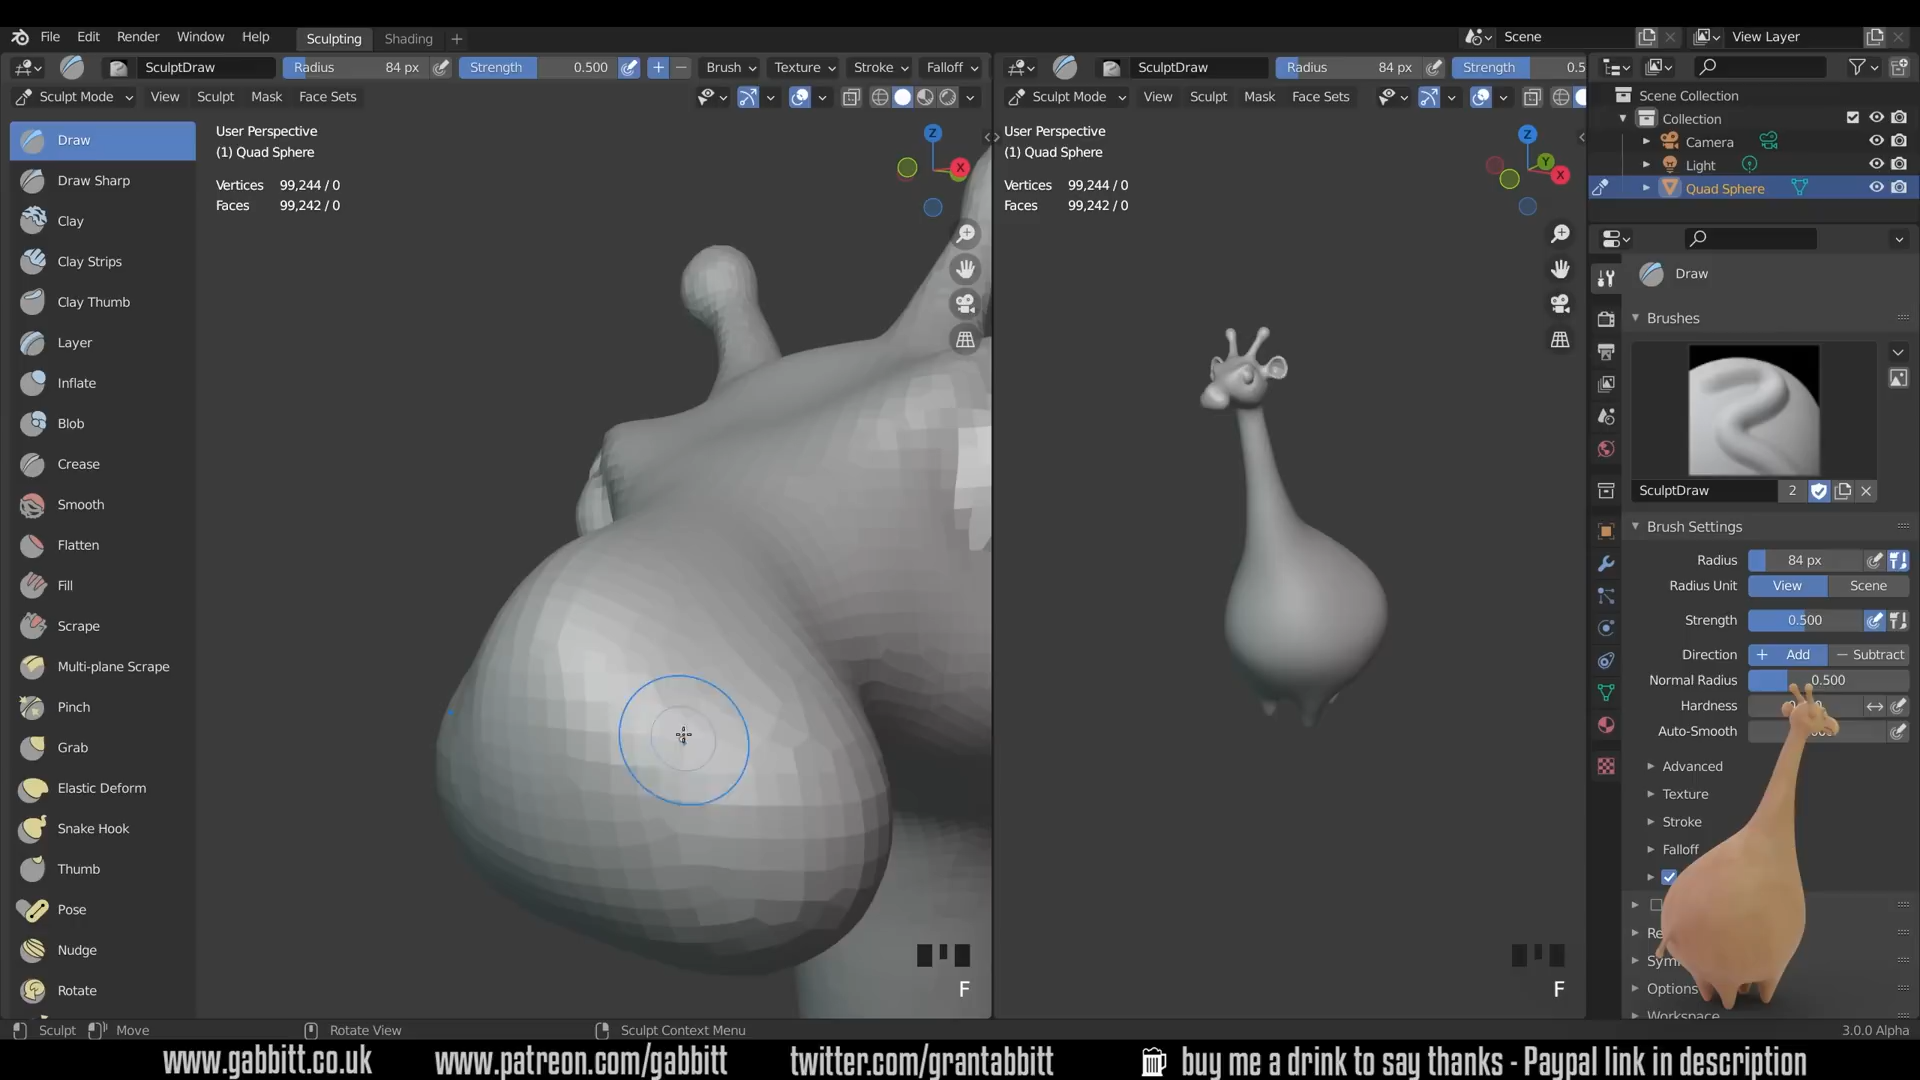 File Edit Render Window Help Sculpting Shading + Scene View Layer
SculptDraw Radius 84 px Strength 0.500 + − Brush Texture Stroke Falloff SculptDraw Radius 84 px Strength 0.5
Sculpt Mode View Sculpt Mask Face Sets Sculpt Mode View Sculpt Mask Face Sets
Draw
Draw Sharp
Clay
Clay Strips
Clay Thumb
Layer
Inflate
Blob
Crease
Smooth
Flatten
Fill
Scrape
Multi-plane Scrape
Pinch
Grab
Elastic Deform
Snake Hook
Thumb
Pose
Nudge
Rotate
User Perspective
(1) Quad Sphere
Vertices 99,244 / 0
Faces 99,242 / 0
Z
X
F
User Perspective
(1) Quad Sphere
Vertices 99,244 / 0
Faces 99,242 / 0
Z
Y
X
F
Scene Collection
Collection
Camera
Light
Quad Sphere
Draw
Brushes
SculptDraw 2
Brush Settings
Radius 84 px
Radius Unit View Scene
Strength 0.500
Direction + Add − Subtract
Normal Radius 0.500
Hardness
Auto-Smooth
Advanced
Texture
Stroke
Falloff
Options
Workspace
Sculpt Move Rotate View Sculpt Context Menu 3.0.0 Alpha
www.gabbitt.co.uk www.patreon.com/gabbitt twitter.com/grantabbitt buy me a drink to say thanks - Paypal link in description